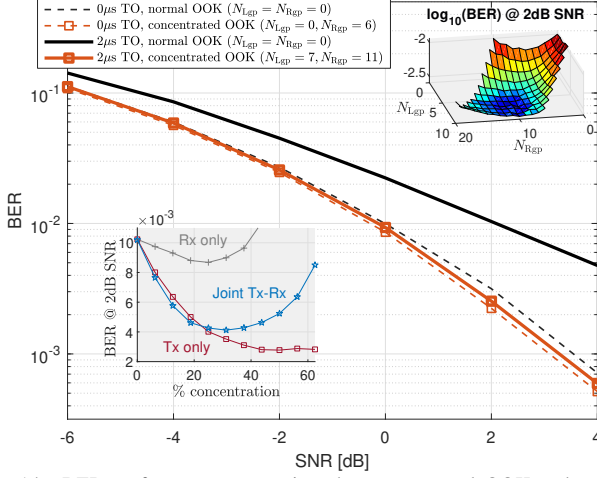 0μs TO, normal OOK (N_Lgp = N_Rgp = 0)
0μs TO, concentrated OOK (N_Lgp = 0, N_Rgp = 6)
2μs TO, normal OOK (N_Lgp = N_Rgp = 0)
2μs TO, concentrated OOK (N_Lgp = 7, N_Rgp = 11)
log10(BER) @ 2dB SNR
-2
-2.5
0
5
10
N_Lgp
20
10
0
N_Rgp
10^-1
10^-2
10^-3
BER
-6
-4
-2
0
2
4
SNR [dB]
×10^-3
10
8
6
4
2
BER @ 2dB SNR
Rx only
Joint Tx-Rx
Tx only
0
20
40
60
% concentration